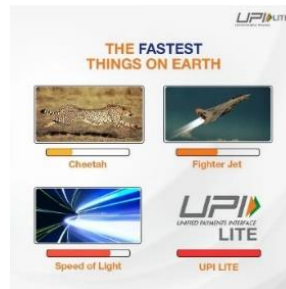 UPI LITE
THE FASTEST
THINGS ON EARTH
Cheetah
Fighter Jet
Speed of Light
UPI
UNIFIED PAYMENTS INTERFACE
LITE
UPI LITE